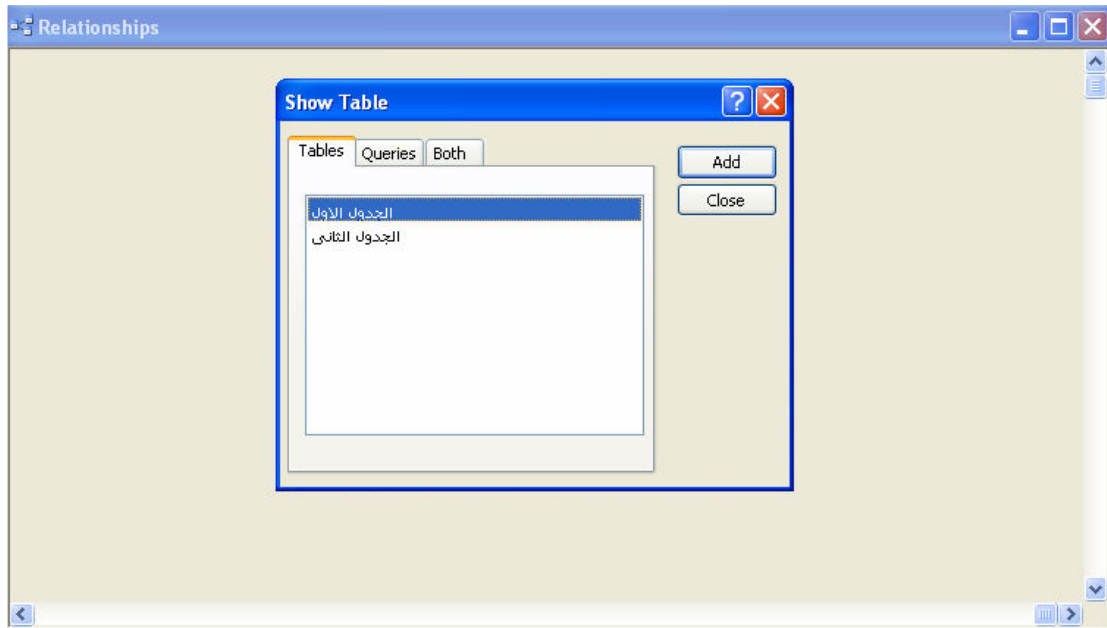 Relationships
Show Table
Tables Queries Both
Add
Close
الجدول الاول
الجدول الثانى